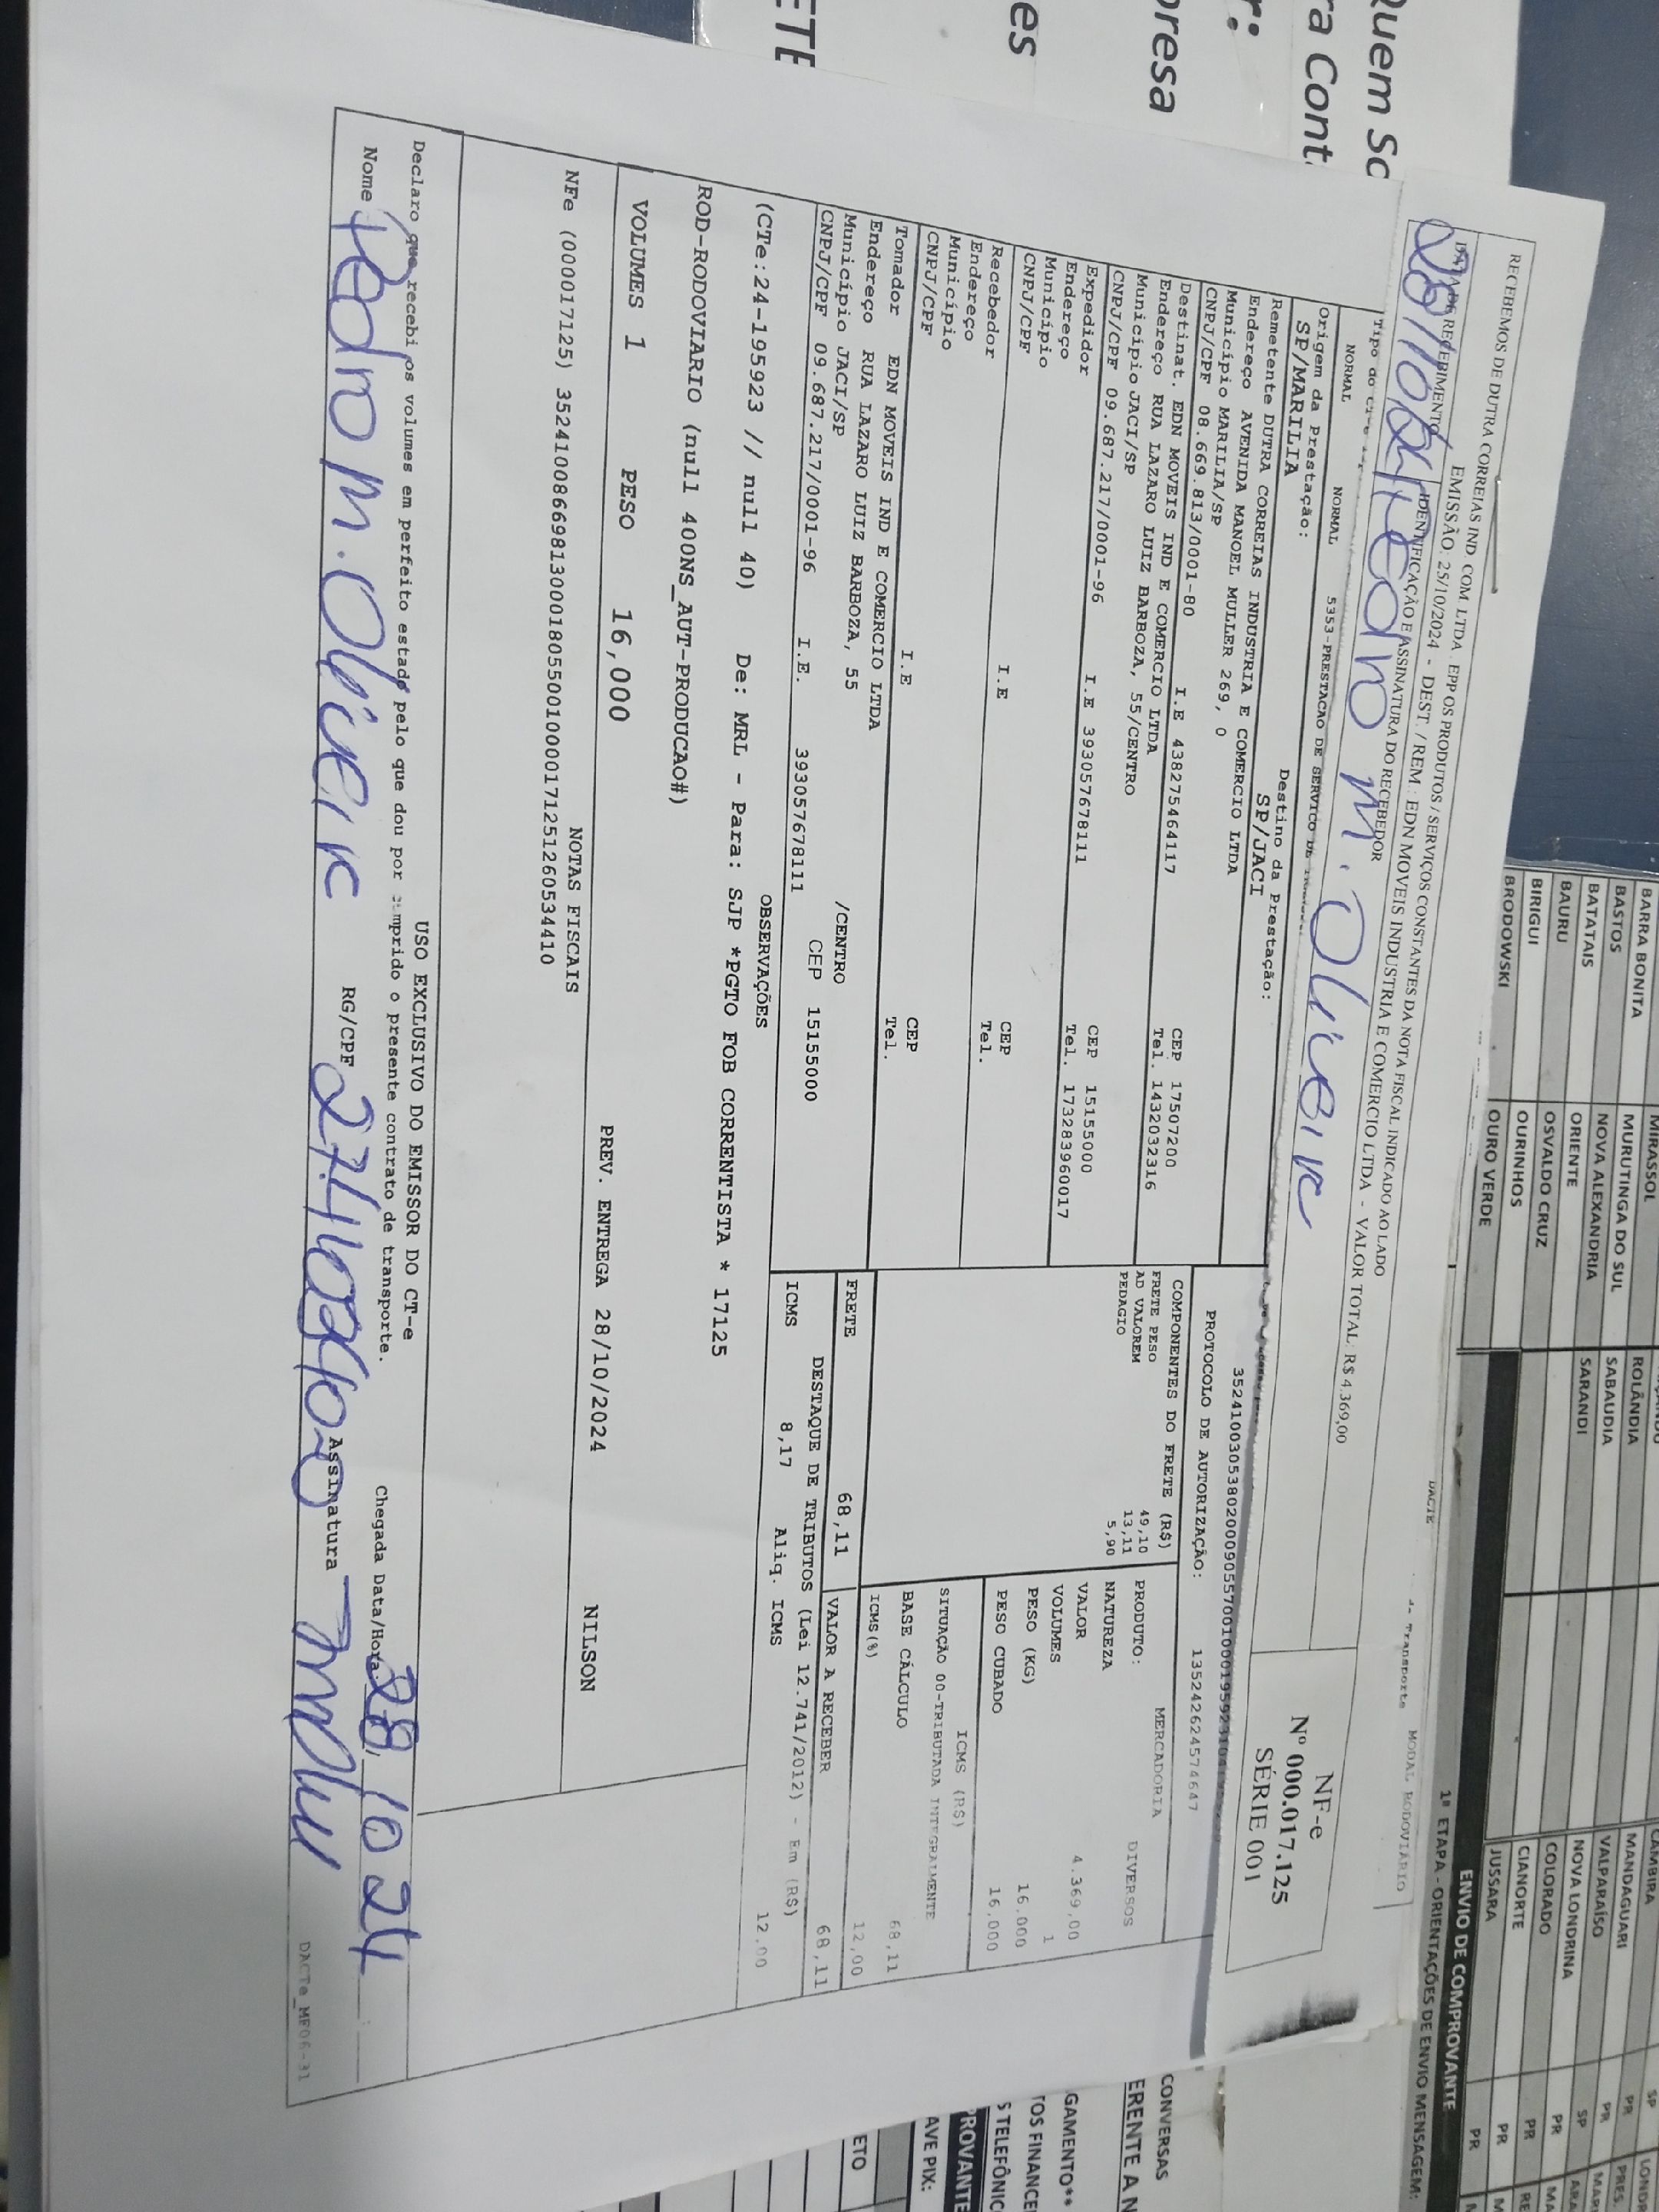 RECEBEMOS DE DUTRA CORREIAS IND. COM. LTDA. EPP OS PRODUTOS / SERVIÇOS CONSTANTES DA NOTA FISCAL INDICADO AO LADO
EMISSÃO: 25/10/2024 - DEST. / REM.: EDN MOVEIS INDUSTRIA E COMERCIO LTDA - VALOR TOTAL: R$ 4.369,00
DATA DE RECEBIMENTO IDENTIFICAÇÃO E ASSINATURA DO RECEBEDOR
Pedro M. Oliveira
NF-e
Nº 000.017.125
SÉRIE 001
DACTE
MODAL RODOVIARIO
NORMAL NORMAL 5353-PRESTACAO DE SERVICO DE
Origem da Prestação: Destino da Prestação:
SP/MARILIA SP/JACI
PROTOCOLO DE AUTORIZAÇÃO: 135242624574647
Remetente DUTRA CORREIAS INDUSTRIA E COMERCIO LTDA
Endereço AVENIDA MANOEL MULLER 269, 0
Município MARILIA/SP CEP 17507200
CNPJ/CPF 08.669.813/0001-80 I.E 438275464117 Tel. 1432032316
Destinat. EDN MOVEIS IND E COMERCIO LTDA
Endereço RUA LAZARO LUIZ BARBOZA, 55/CENTRO
Município JACI/SP CEP 15155000
CNPJ/CPF 09.687.217/0001-96 I.E 393057678111 Tel. 173283960017
Expedidor
Endereço
Município CEP
CNPJ/CPF I.E Tel.
Recebedor
Endereço
Município CEP
CNPJ/CPF I.E Tel.
Tomador EDN MOVEIS IND E COMERCIO LTDA
Endereço RUA LAZARO LUIZ BARBOZA, 55 /CENTRO
Município JACI/SP CEP 15155000
CNPJ/CPF 09.687.217/0001-96 I.E. 393057678111
COMPONENTES DO FRETE (R$)
FRETE PESO 49,10
AD VALOREM 13,11
PEDAGIO 5,90
PRODUTO: MERCADORIA
NATUREZA DIVERSOS
VALOR 4.369,00
VOLUMES 1
PESO (KG) 16.000
PESO CUBADO 16,000
ICMS (R$)
SITUAÇÃO 00-TRIBUTADA INTEGRALMENTE
BASE CÁLCULO 68,11
ICMS(%) 12,00
FRETE 68,11 VALOR A RECEBER 68,11
DESTAQUE DE TRIBUTOS (Lei 12.741/2012) - Em (R$)
ICMS 8,17 Aliq. ICMS 12.00
OBSERVAÇÕES
(CTe:24-195923 // null 40) De: MRL - Para: SJP *PGTO FOB CORRENTISTA * 17125
ROD-RODOVIARIO (null 400NS_AUT-PRODUCAO#)
VOLUMES 1 PESO 16,000 PREV. ENTREGA 28/10/2024 NILSON
NOTAS FISCAIS
NFe (000017125) 35241008669813000180550010000171251260534410
USO EXCLUSIVO DO EMISSOR DO CT-e
Declaro que recebi os volumes em perfeito estado pelo que dou por cumprido o presente contrato de transporte.
Chegada Data/Hora: 28/10 24
Nome Pedro M. Oliveira RG/CPF Assinatura
DACTe_MF06-31
Quem
ra Cont.
r:
presa
es
ETE
BARRA BONITA
BASTOS
BATATAIS
BAURU
BIRIGUI
BRODOWSKI
MIRASSOL
MURUTINGA DO SUL
NOVA ALEXANDRIA
ORIENTE
OSVALDO CRUZ
OURINHOS
OURO VERDE
ROLÂNDIA
SABAUDIA
SARANDI
CAMBIRA
MANDAGUARI
VALPARAÍSO
NOVA LONDRINA
COLORADO
CIANORTE
JUSSARA
SP
PR
PR
SP
PR
PR
PR
PR
ENVIO DE COMPROVANTE
1ª ETAPA - ORIENTAÇÕES DE ENVIO MENSAGEM:
CONVERSAS
ERENTE A N
GAMENTO**
TOS FINANCEI
S TELEFÔNIC
PROVANTE
AVE PIX:
ETO